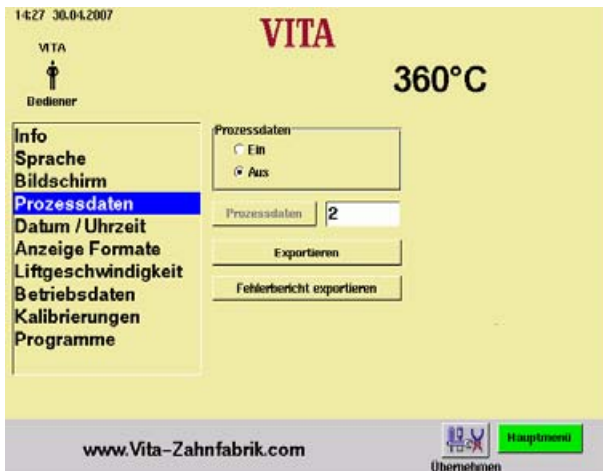 14:27 30.04.2007
VITA
VITA
360°C
Bediener
Info
Sprache
Bildschirm
Prozessdaten
Datum / Uhrzeit
Anzeige Formate
Liftgeschwindigkeit
Betriebsdaten
Kalibrierungen
Programme
Prozessdaten
Ein
Aus
Prozessdaten 2
Exportieren
Fehlerbericht exportieren
www.Vita-Zahnfabrik.com
Übernehmen
Hauptmenü